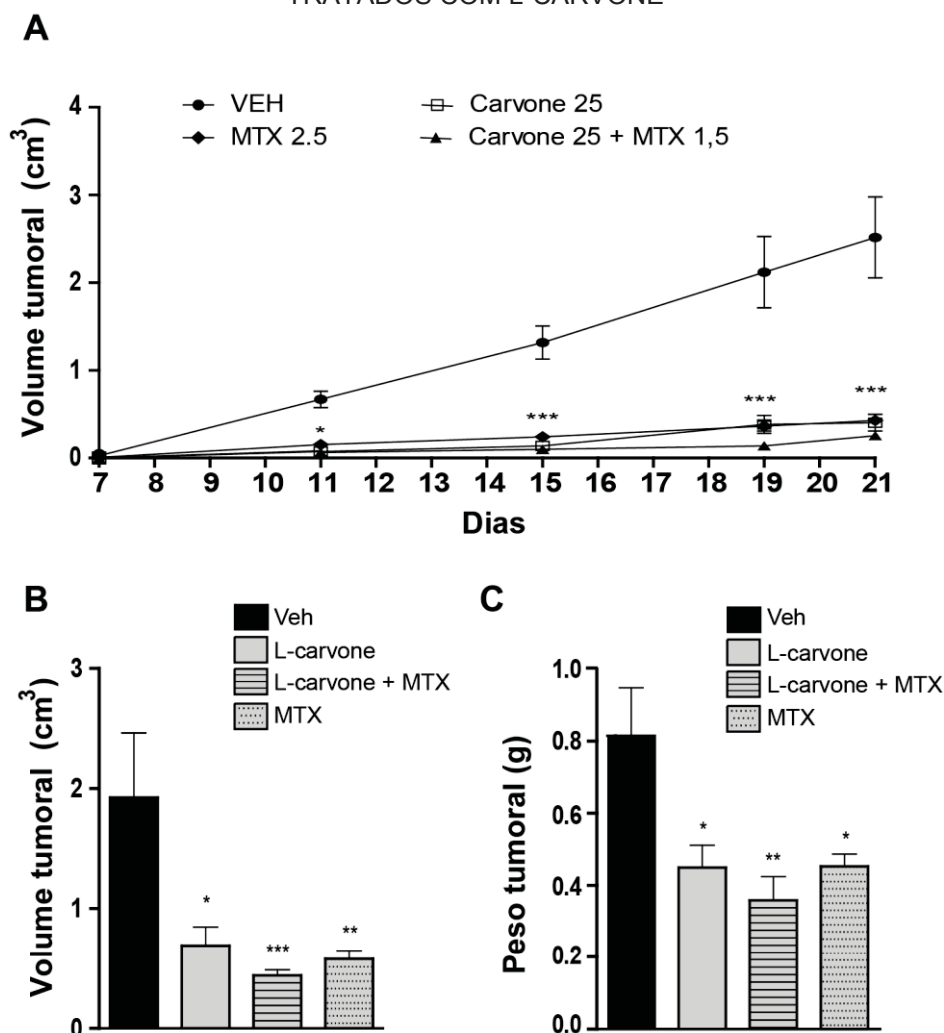 TRATADOS COM L-CARVONE
A
VEH
Carvone 25
MTX 2.5
Carvone 25 + MTX 1,5
Volume tumoral (cm³)
4
3
2
1
0
* *** *** ***
7 8 9 10 11 12 13 14 15 16 17 18 19 20 21
Dias
B
Veh
L-carvone
L-carvone + MTX
MTX
Volume tumoral (cm³)
3
2
1
0
* *** **
C
Veh
L-carvone
L-carvone + MTX
MTX
Peso tumoral (g)
1.0
0.8
0.6
0.4
0.2
0.0
* ** *